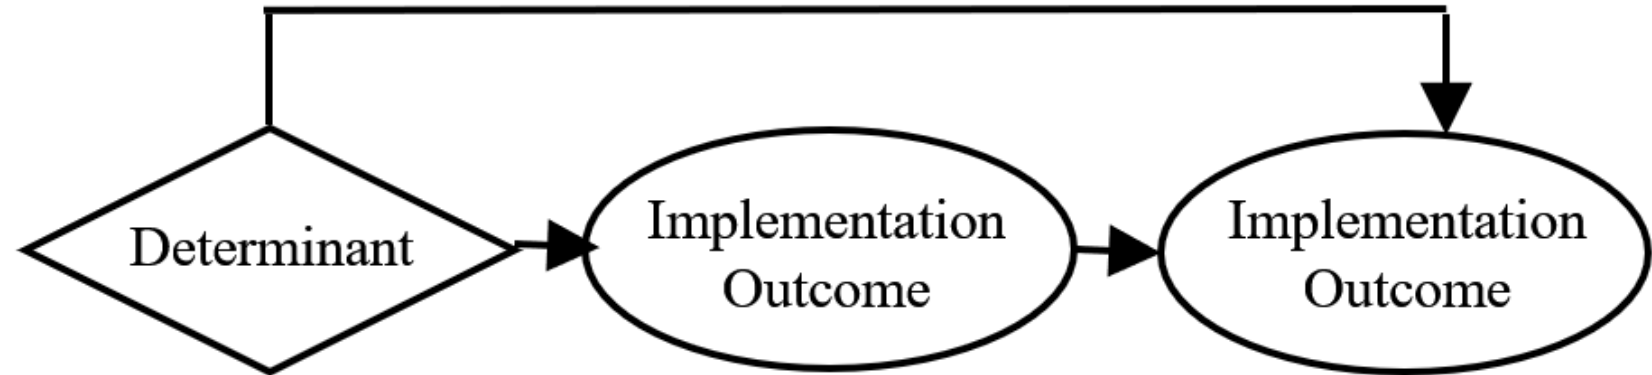 Determinant
Implementation
Outcome
Implementation
Outcome